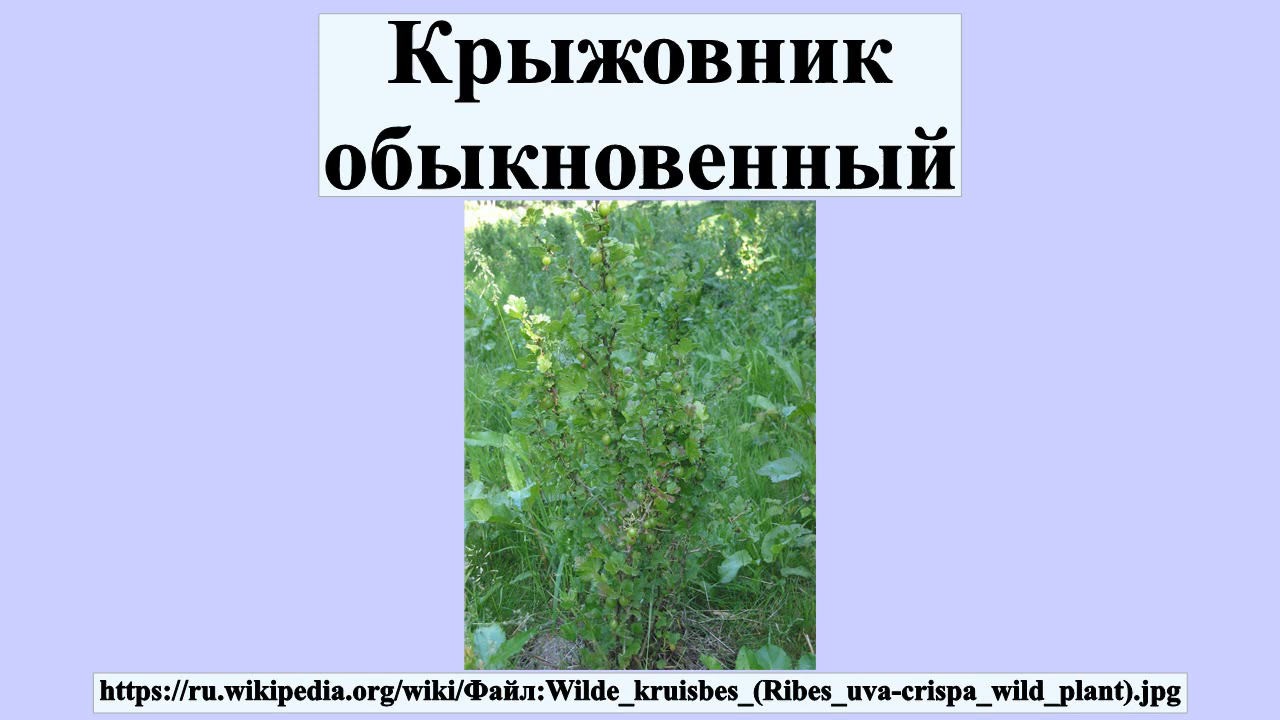 Крыжовник
обыкновенный
https://ru.wikipedia.org/wiki/Файл:Wilde_kruisbes_(Ribes_uva-crispa_wild_plant).jpg